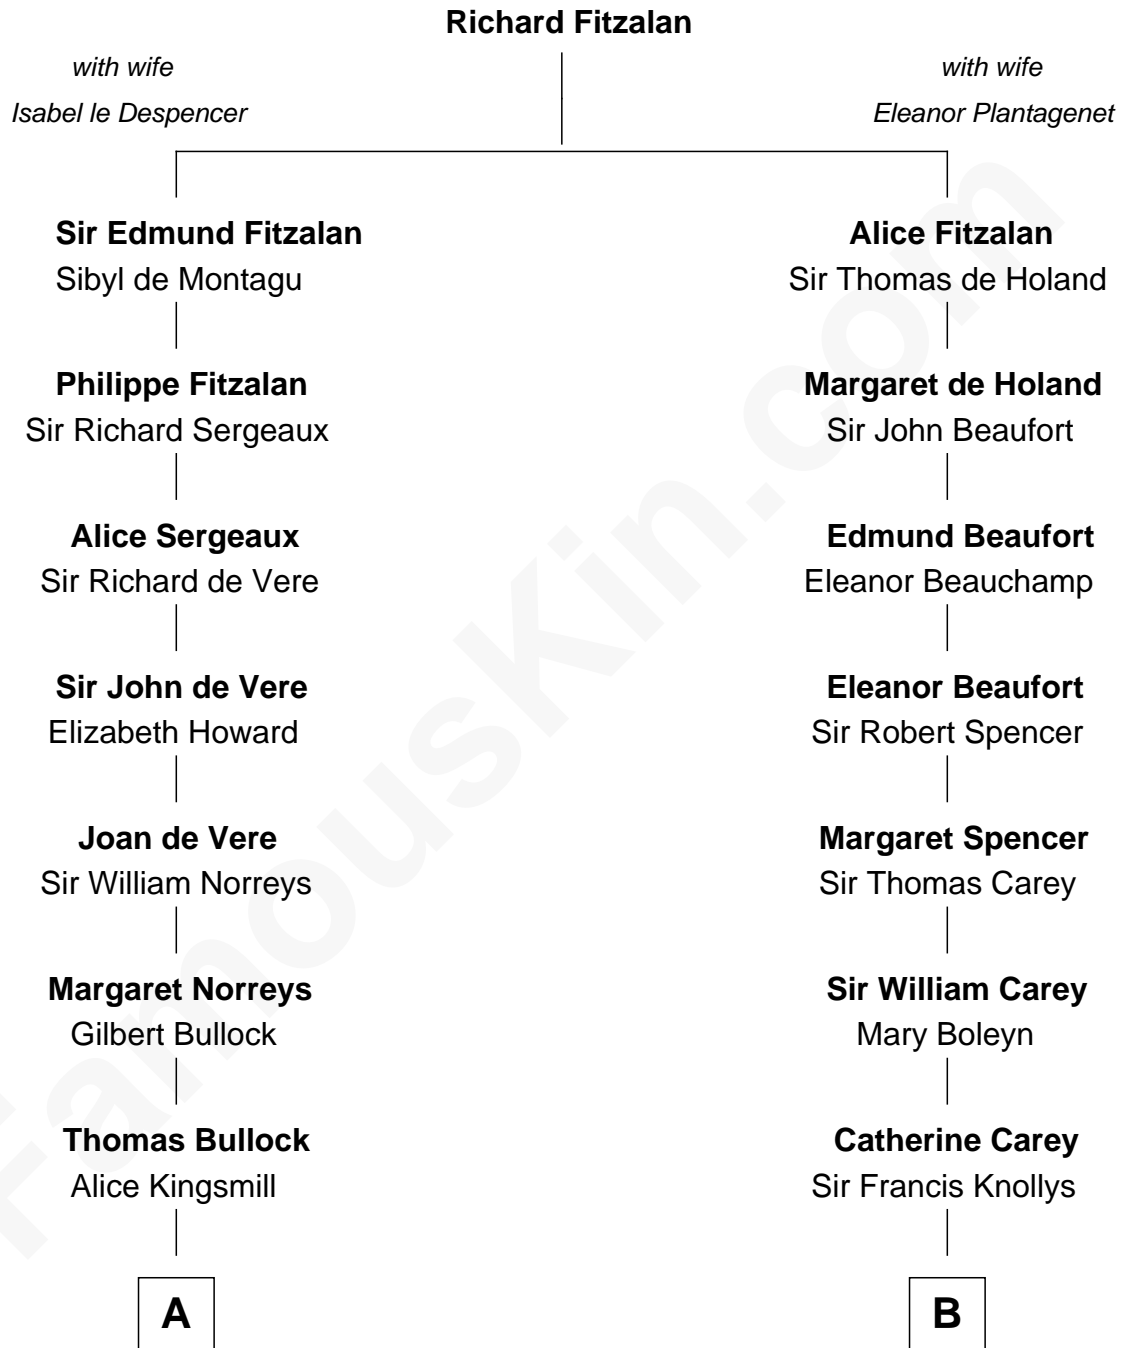 Richard Fitzalan
with wife
Isabel le Despencer
with wife
Eleanor Plantagenet
Sir Edmund Fitzalan
Sibyl de Montagu
Alice Fitzalan
Sir Thomas de Holand
Philippe Fitzalan
Sir Richard Sergeaux
Margaret de Holand
Sir John Beaufort
Alice Sergeaux
Sir Richard de Vere
Edmund Beaufort
Eleanor Beauchamp
Sir John de Vere
Elizabeth Howard
Eleanor Beaufort
Sir Robert Spencer
Joan de Vere
Sir William Norreys
Margaret Spencer
Sir Thomas Carey
Margaret Norreys
Gilbert Bullock
Sir William Carey
Mary Boleyn
Thomas Bullock
Alice Kingsmill
Catherine Carey
Sir Francis Knollys
A
B
FamousKin.com